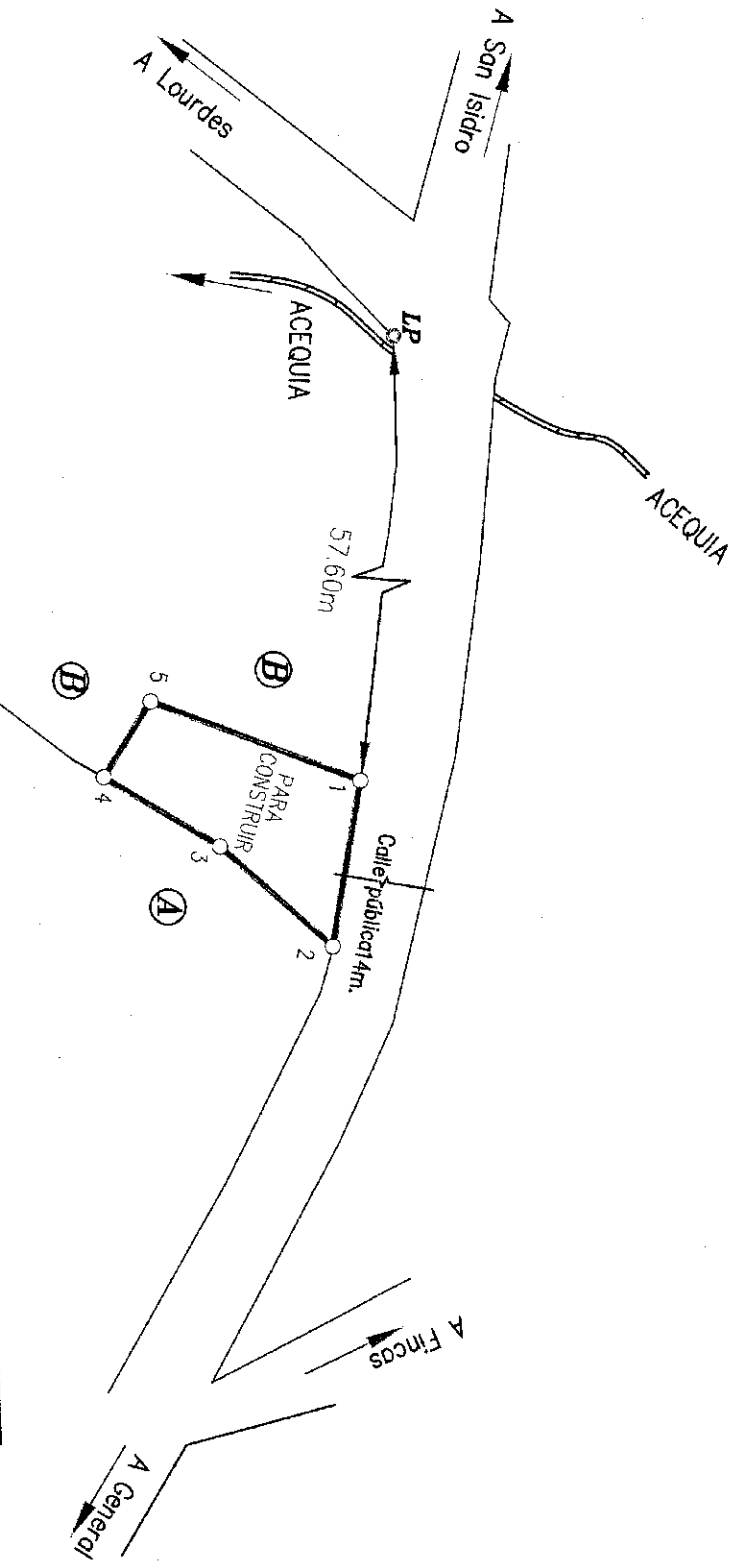 A San Isidro
A Lourdes
ACEQUIA
LP
ACEQUIA
57.60m
B
B
5
1
PARA
CONSTRUIR
4
3
A
2
Calle pública 14m.
A Fincas
A General